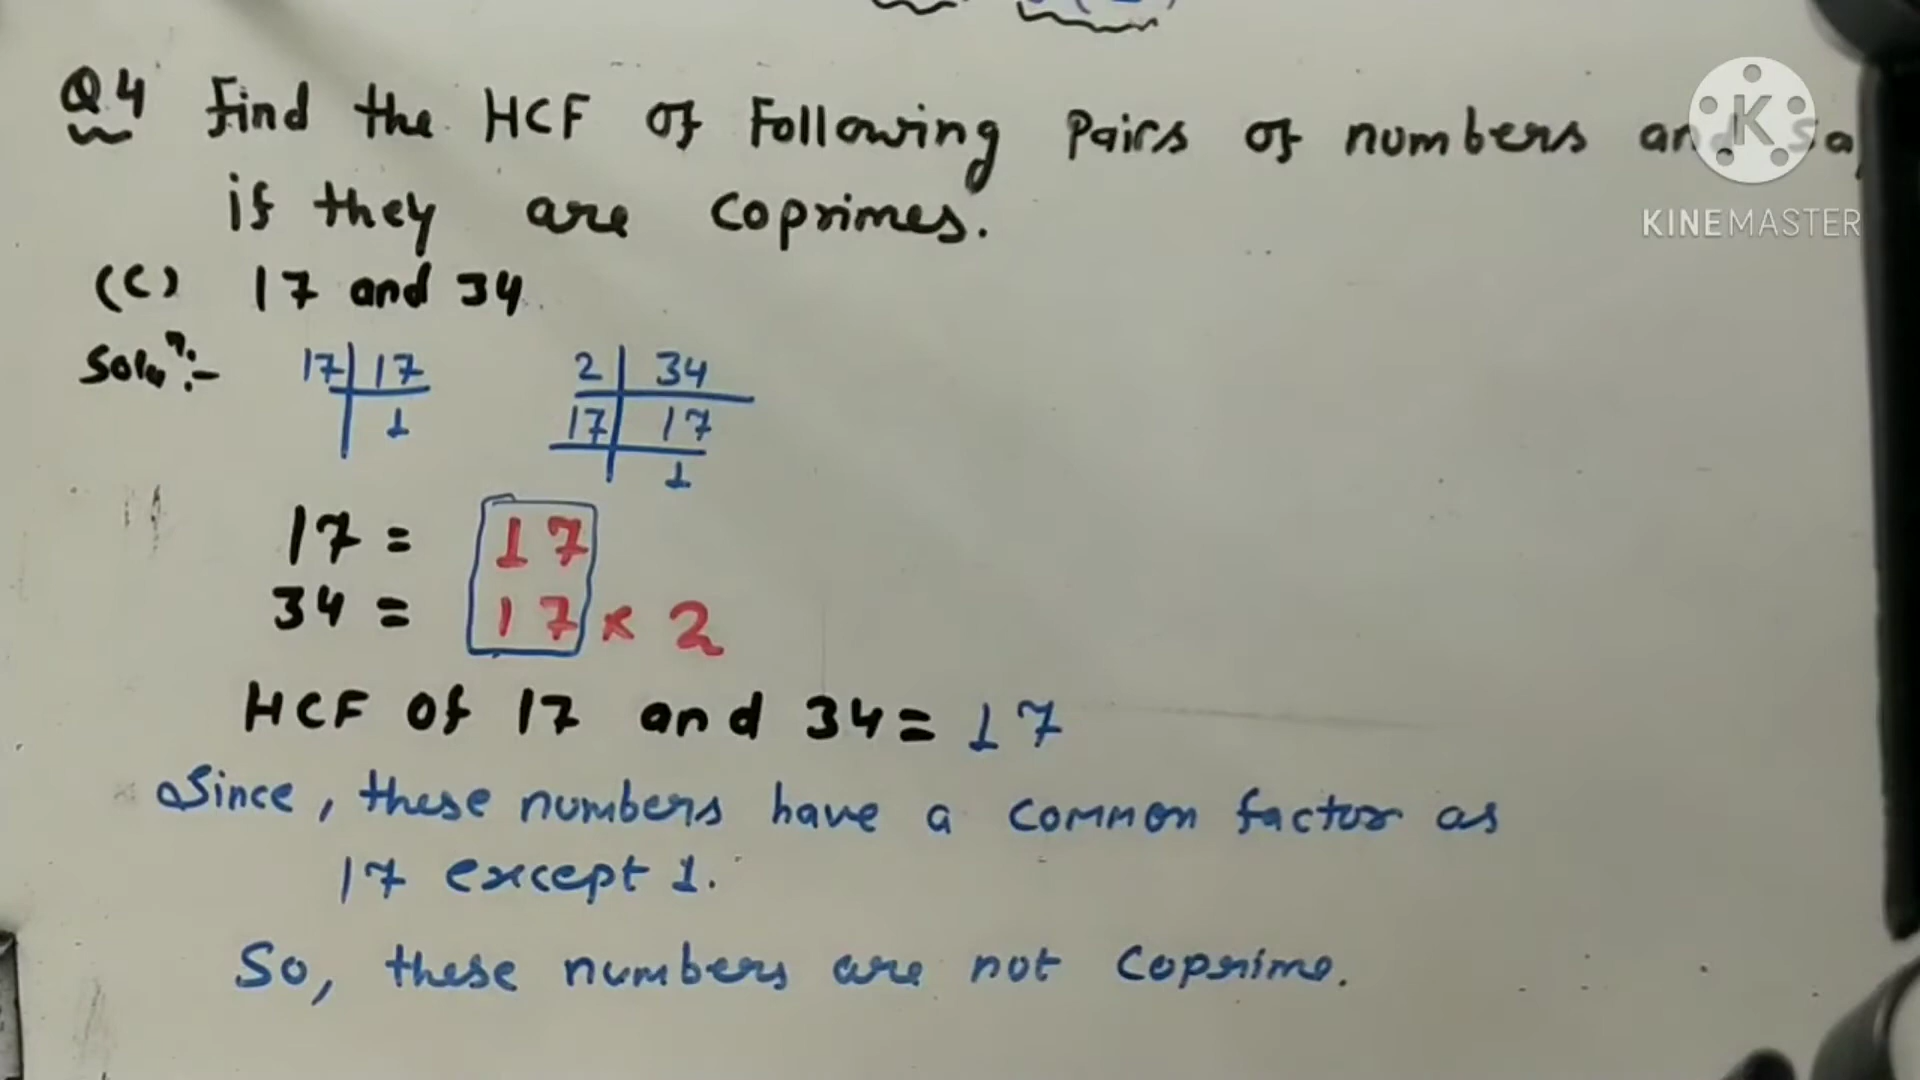 Q4 Find the HCF of Following Pairs of numbers and
if they are coprimes.
(C) 17 and 34.
Soln:-
17 | 17
1
2 | 34
17 | 17
1
17 = 17
34 = 17 × 2
HCF of 17 and 34 = 17
Since, these numbers have a common factor as
17 except 1.
So, these numbers are not Coprime.
K
KINEMASTER